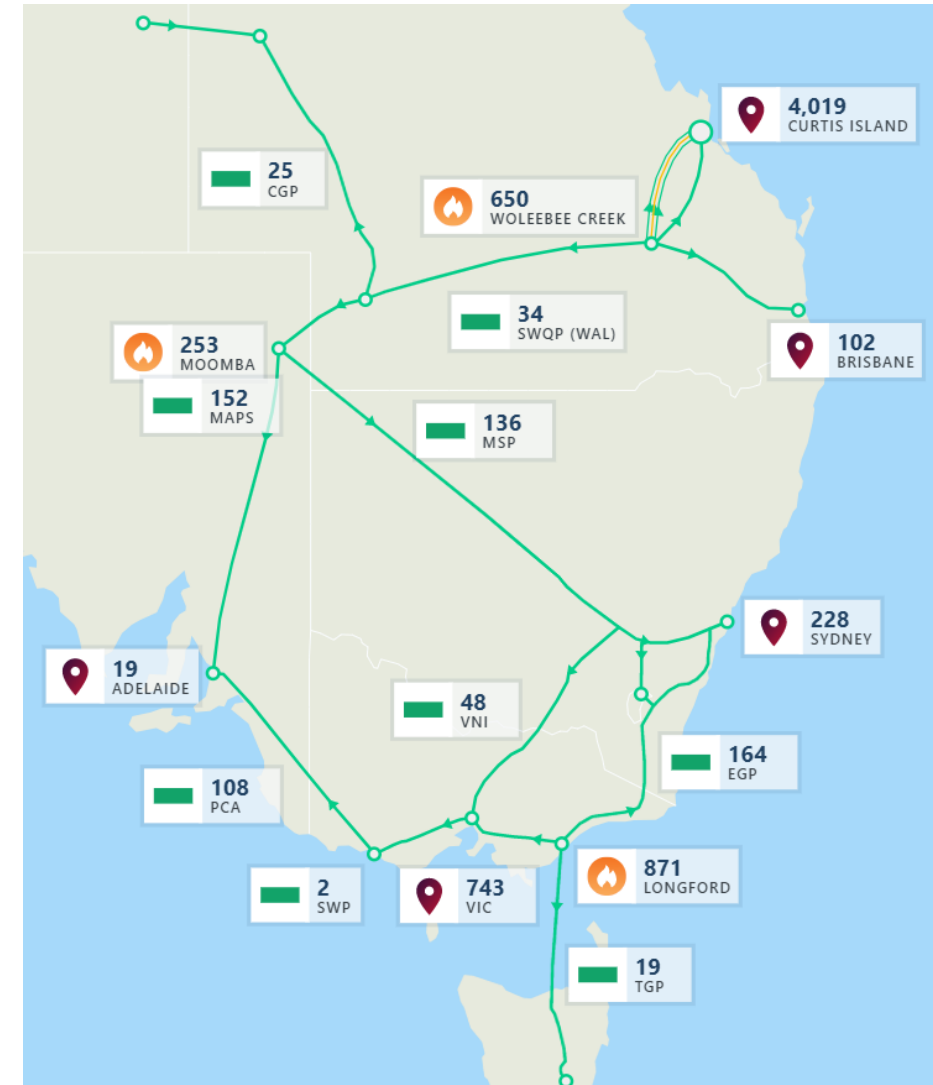 4,019
CURTIS ISLAND
25
CGP
650
WOLEEBEE CREEK
34
SWQP (WAL)
102
BRISBANE
253
MOOMBA
152
MAPS
136
MSP
228
SYDNEY
19
ADELAIDE
48
VNI
164
EGP
108
PCA
871
LONGFORD
2
SWP
743
VIC
19
TGP